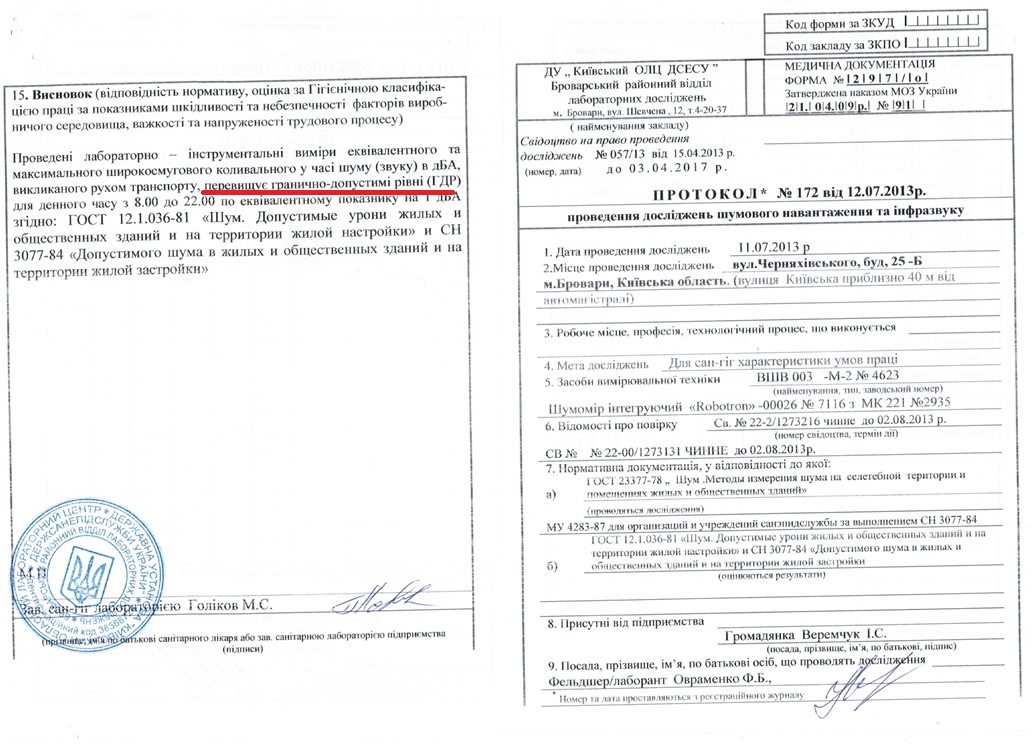 15. Висновок (відповідність нормативу, оцінка за Гігієнічною класифіка-
цією праці за показниками шкідливості та небезпечності факторів вироб-
ничого середовища, важкості та напруженості трудового процесу)
Проведені лабораторно – інструментальні виміри еквівалентного та
максимального широкосмугового коливального у часі шуму (звуку) в дБА,
викликаного рухом транспорту, перевищує гранично-допустимі рівні (ГДР)
для денного часу з 8.00 до 22.00 по еквівалентному показнику на 1 дБА
згідно: ГОСТ 12.1.036-81 «Шум. Допустимые урони жилых и
общественных зданий и на территории жилой настройки» и СН
3077-84 «Допустимого шума в жилых и общественных зданий и на
территории жилой застройки»
М.П
Зав. сан-гіг лабораторією Голіков М.С.
(прізвище, ім'я по батькові санітарного лікаря або зав. санітарною лабораторією підприємства
(підписи)
Код форми за ЗКУД
Код закладу за ЗКПО
ДУ „ Київський ОЛЦ ДСЕСУ ”
Броварський районний відділ
лабораторних досліджень
м. Бровари, вул. Шевчена , 12, т.4-20-37
( найменування закладу)
МЕДИЧНА ДОКУМЕНТАЦІЯ
ФОРМА № |2|9|7|/|1о|
Затверджена наказом МОЗ України
|2|1.|0|4.|0|9р.| № |9|1|
Свідоцтво на право проведення
досліджень № 057/13 від 15.04.2013 р.
(номер, дата) до 03.04.2017 р.
ПРОТОКОЛ* № 172 від 12.07.2013р.
проведення досліджень шумового навантаження та інфразвуку
1. Дата проведення досліджень 11.07.2013 р
2.Місце проведення досліджень вул.Черняхівського, буд, 25 -Б
м.Бровари, Київська область. (вулиця Київська приблизно 40 м від
автомагістралі)
3. Робоче місце, професія, технологічний процес, що виконується
4. Мета досліджень Для сан-гіг характеристики умов праці
5. Засоби вимірювальної техніки ВШВ 003 -М-2 № 4623
(найменування, тип, заводський номер)
Шумомір інтегруючий «Robotron» -00026 № 7116 з МК 221 №2935
6. Відомості про повірку Св. № 22-2/1273216 чинне до 02.08.2013 р.
(номер свідоцтва, термін дії)
СВ № № 22-00/1273131 ЧИННЕ до 02.08.2013р.
7. Нормативна документація, у відповідності до якої:
ГОСТ 23377-78 „ Шум .Методы измерения шума на селетебной територии и
а) помещениях жилых и общественных зданий»
(проводяться дослідження)
МУ 4283-87 для организаций и учреждений санэпидслужбы за выполнением СН 3077-84
ГОСТ 12.1.036-81 «Шум. Допустимые урони жилых и общественных зданий и на
территории жилой настройки» и СН 3077-84 «Допустимого шума в жилых и
б) общественных зданий и на территории жилой застройки
(оцінюються результати)
8. Присутні від підприємства
Громадянка Веремчук І.С.
(посада, прізвище, ім'я, по батькові, підпис)
9. Посада, прізвище, ім'я, по батькові осіб, що проводять дослідження
Фельдшер/лаборант Овраменко Ф.Б.,
* Номер та дата проставляються з реєстраційного журналу